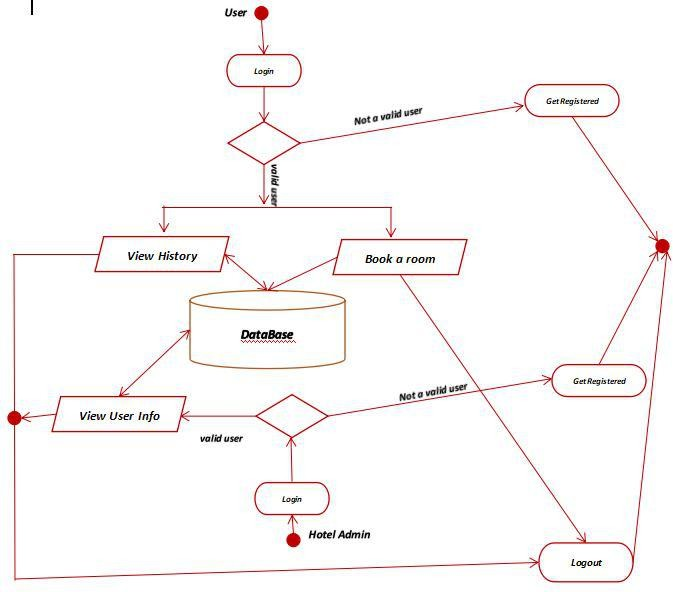 User
Login
Not a valid user
Get Registered
valid user
View History
Book a room
DataBase
Not a valid user
Get Registered
View User Info
valid user
Login
Hotel Admin
Logout